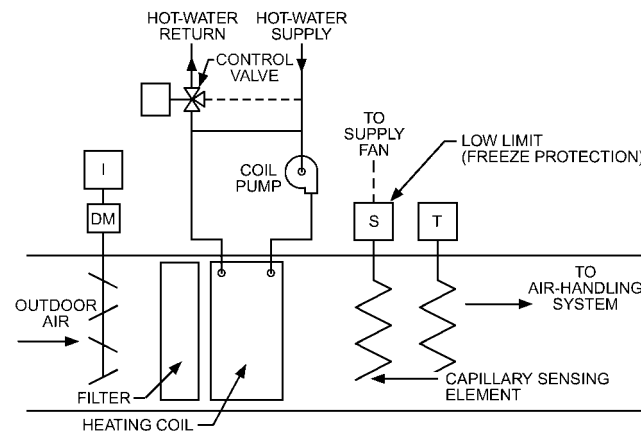 HOT-WATER
RETURN
HOT-WATER
SUPPLY
CONTROL
VALVE
TO
SUPPLY
FAN
LOW LIMIT
(FREEZE PROTECTION)
COIL
PUMP
I
DM
S
T
OUTDOOR
AIR
TO
AIR-HANDLING
SYSTEM
FILTER
HEATING COIL
CAPILLARY SENSING
ELEMENT